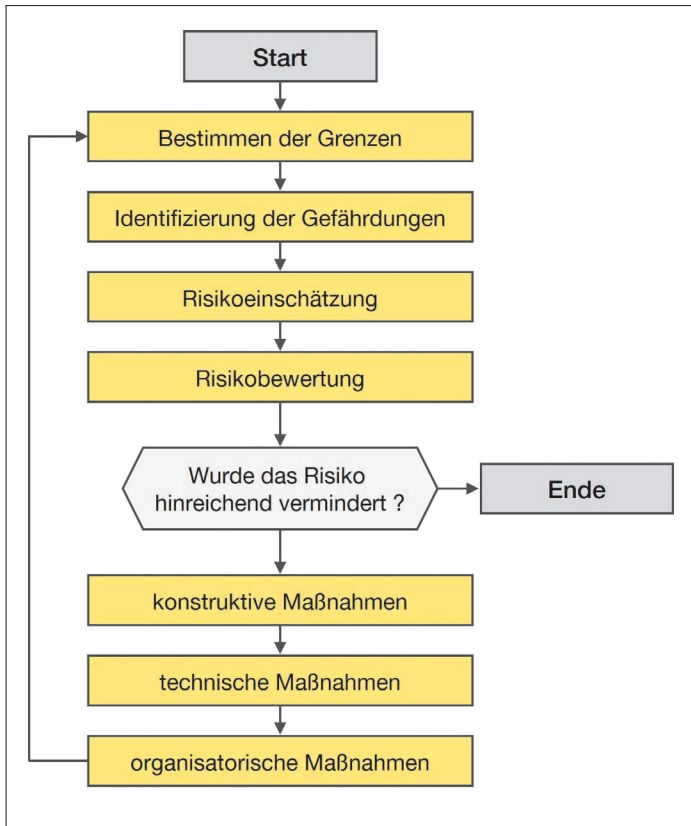 Start
Bestimmen der Grenzen
Identifizierung der Gefährdungen
Risikoeinschätzung
Risikobewertung
Wurde das Risiko
hinreichend vermindert ?
Ende
konstruktive Maßnahmen
technische Maßnahmen
organisatorische Maßnahmen